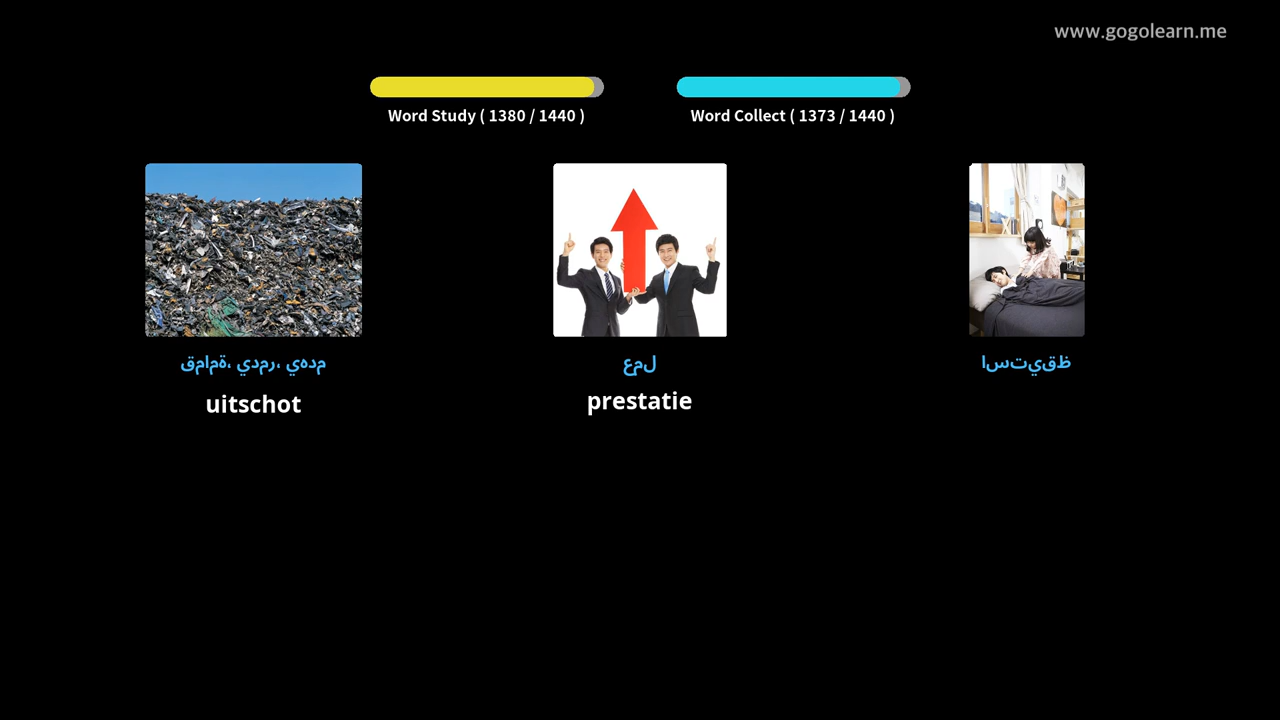 www.gogolearn.me
Word Study ( 1380 / 1440 )
Word Collect ( 1373 / 1440 )
قمامة، يدمر، يهدم
عمل
استيقظ
uitschot
prestatie